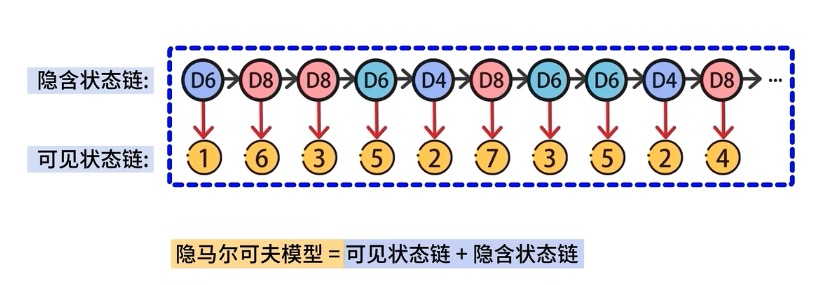 隐含状态链: D6 D8 D8 D6 D4 D8 D6 D6 D4 D8 ...
可见状态链: 1 6 3 5 2 7 3 5 2 4
隐马尔可夫模型 = 可见状态链 + 隐含状态链